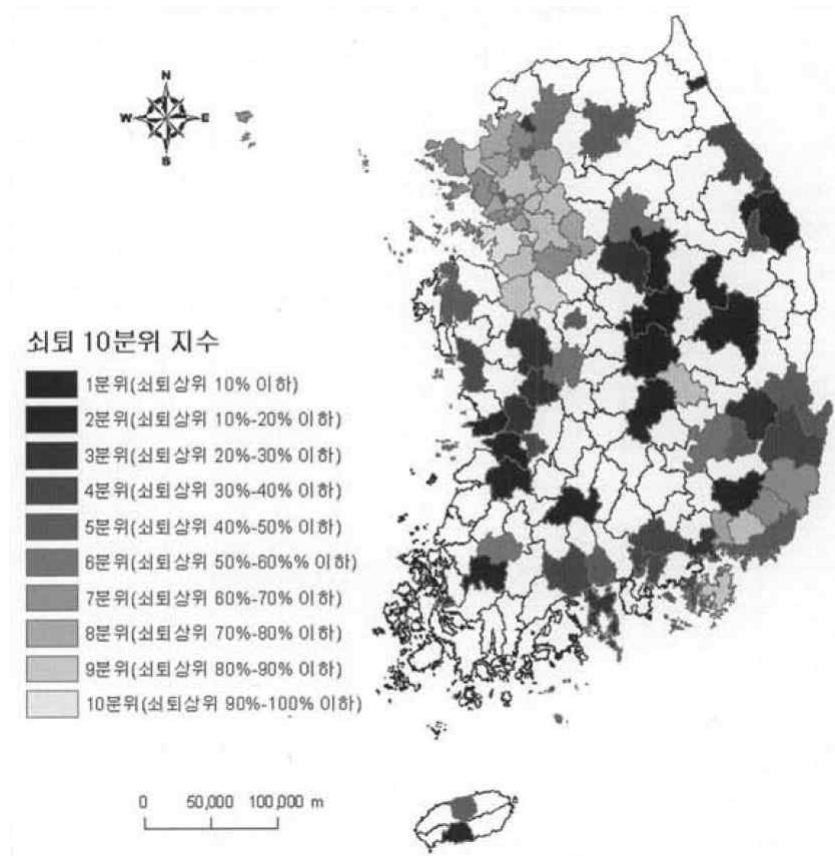 N
W E
S
쇠퇴 10분위 지수
1분위(쇠퇴상위 10% 이하)
2분위(쇠퇴상위 10%-20% 이하)
3분위(쇠퇴상위 20%-30% 이하)
4분위(쇠퇴상위 30%-40% 이하)
5분위(쇠퇴상위 40%-50% 이하)
6분위(쇠퇴상위 50%-60%% 이하)
7분위(쇠퇴상위 60%-70% 이하)
8분위(쇠퇴상위 70%-80% 이하)
9분위(쇠퇴상위 80%-90% 이하)
10분위(쇠퇴상위 90%-100% 이하)
0 50,000 100,000 m